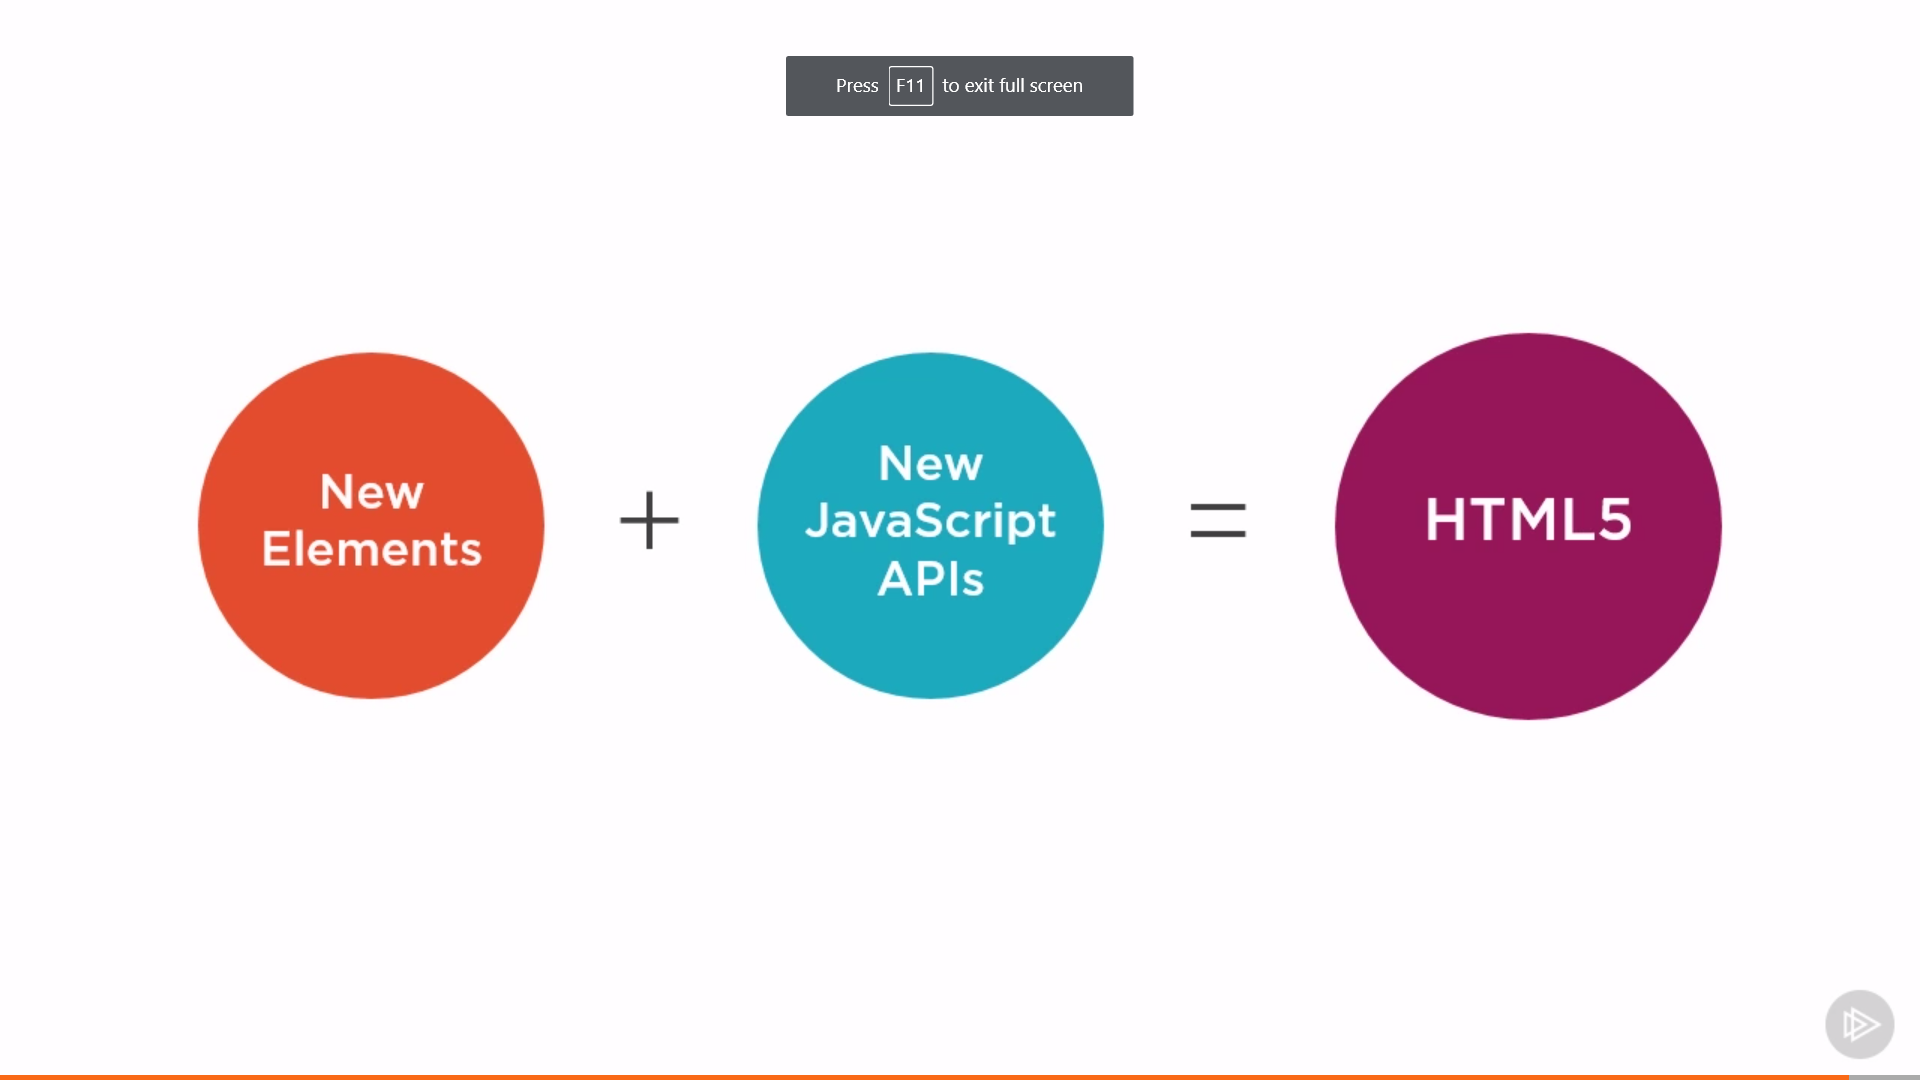 Press F11 to exit full screen
New
Elements
+
New
JavaScript
APIs
=
HTML5